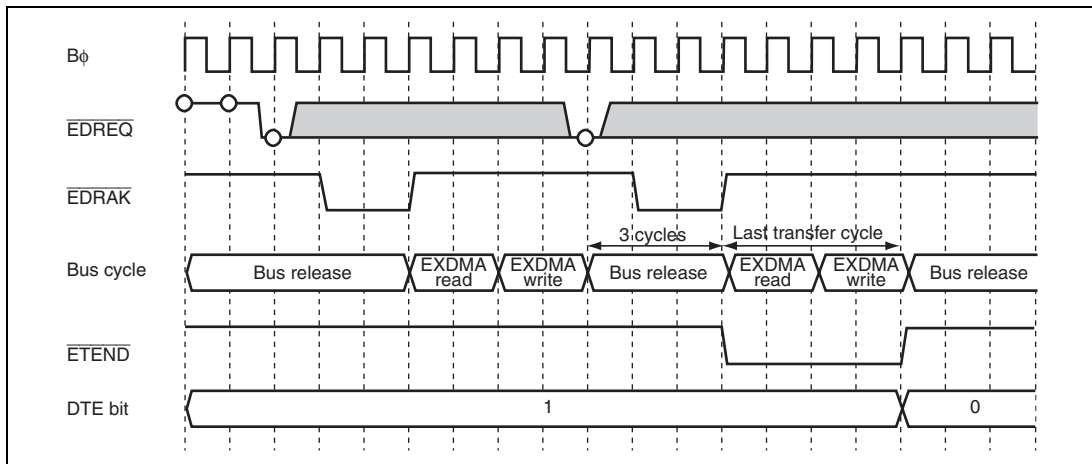 Bϕ
EDREQ
EDRAK
3 cycles
Last transfer cycle
Bus cycle
Bus release
EXDMA
read
EXDMA
write
Bus release
EXDMA
read
EXDMA
write
Bus release
ETEND
DTE bit
1
0